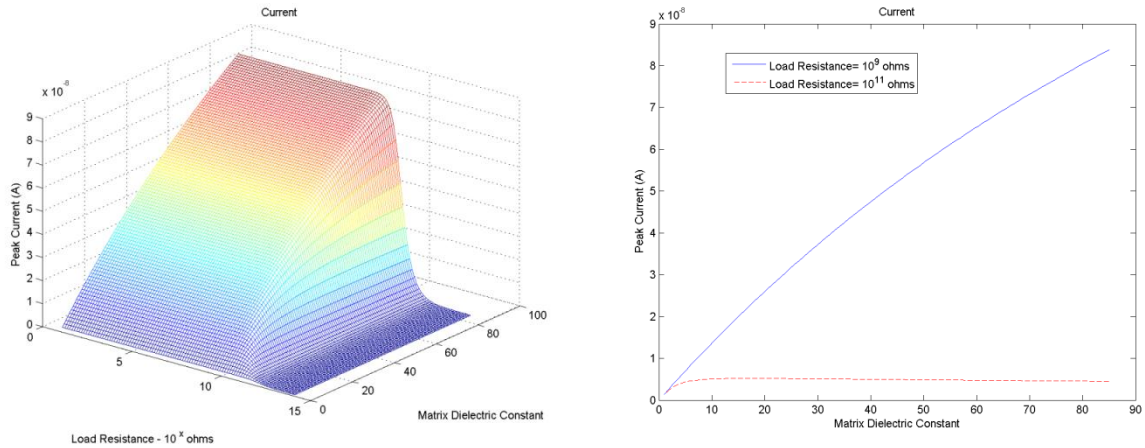 Current
x 10^-8
9
8
7
6
5
4
3
2
1
0
Peak Current (A)
0
5
10
15
Load Resistance - 10^x ohms
0
20
40
60
80
100
Matrix Dielectric Constant
Current
x 10^-8
9
8
7
6
5
4
3
2
1
0
Peak Current (A)
Load Resistance= 10^9 ohms
Load Resistance= 10^11 ohms
0 10 20 30 40 50 60 70 80 90
Matrix Dielectric Constant